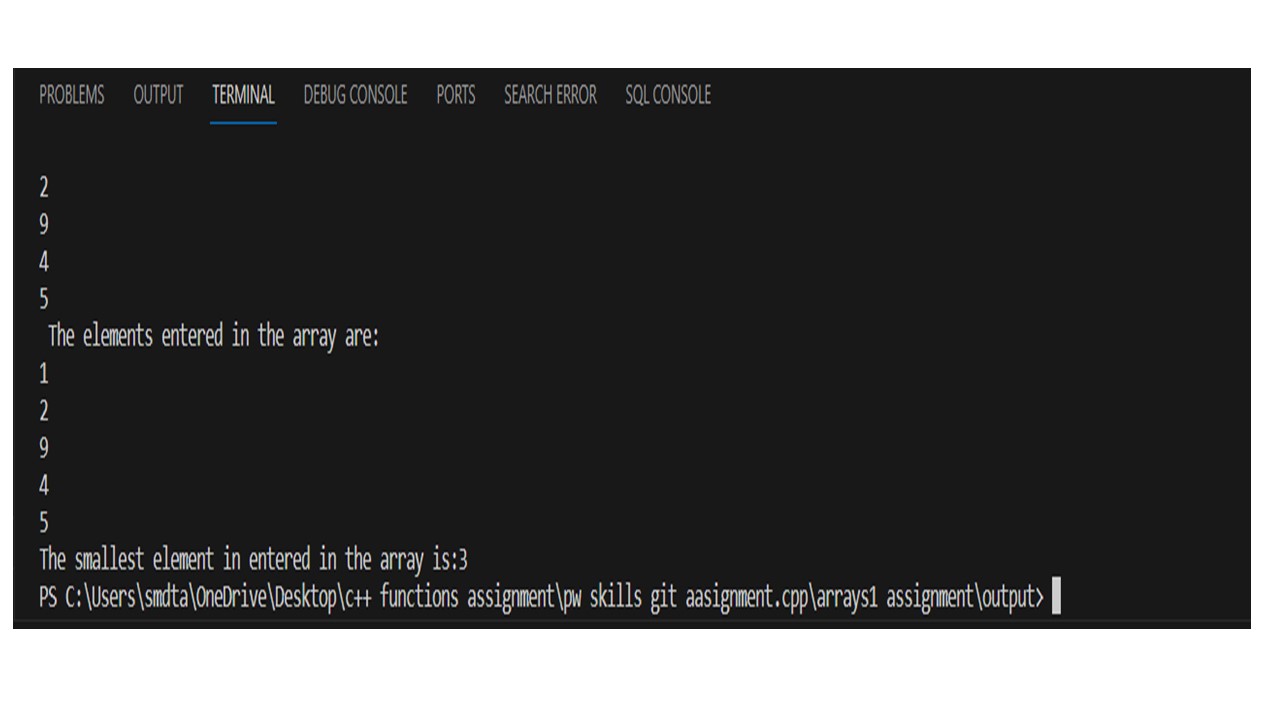 PROBLEMS OUTPUT TERMINAL DEBUG CONSOLE PORTS SEARCH ERROR SQL CONSOLE
2
9
4
5
The elements entered in the array are:
1
2
9
4
5
The smallest element in entered in the array is:3
PS C:\Users\smdta\OneDrive\Desktop\c++ functions assignment\pw skills git aasignment.cpp\arrays1 assignment\output>